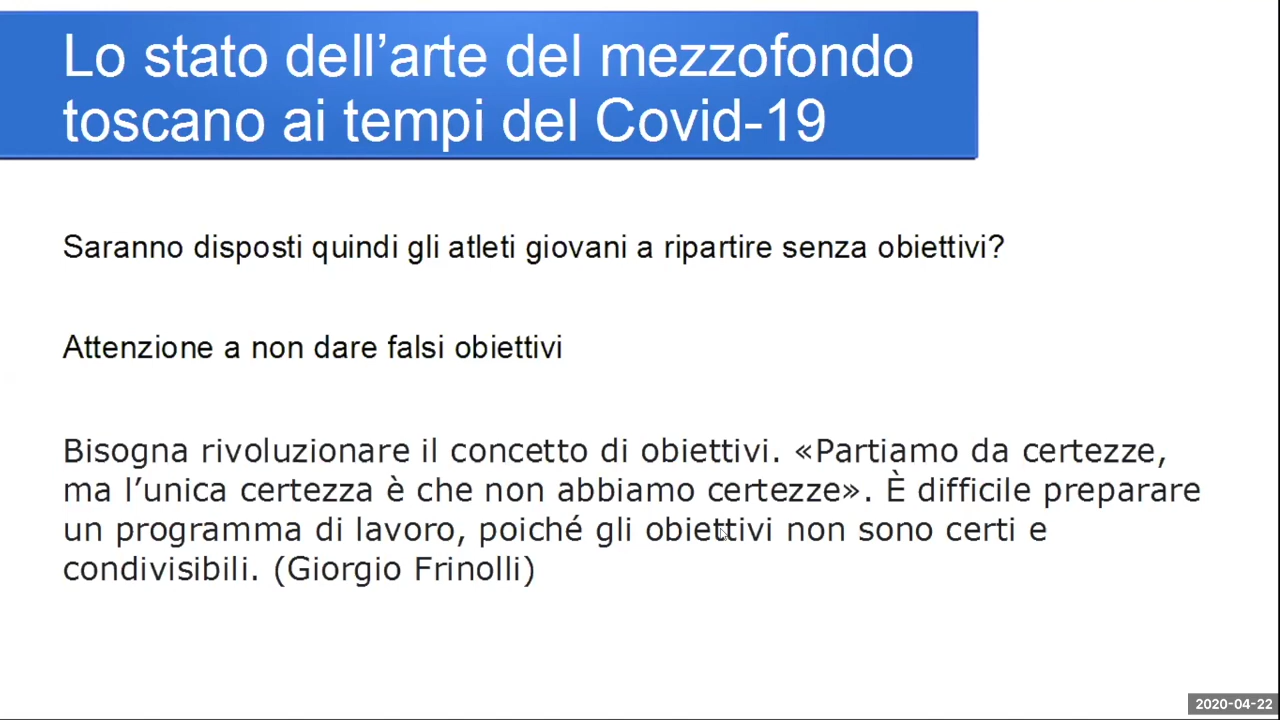 Lo stato dell’arte del mezzofondo
toscano ai tempi del Covid-19
Saranno disposti quindi gli atleti giovani a ripartire senza obiettivi?
Attenzione a non dare falsi obiettivi
Bisogna rivoluzionare il concetto di obiettivi. «Partiamo da certezze,
ma l’unica certezza è che non abbiamo certezze». È difficile preparare
un programma di lavoro, poiché gli obiettivi non sono certi e
condivisibili. (Giorgio Frinolli)
2020-04-22